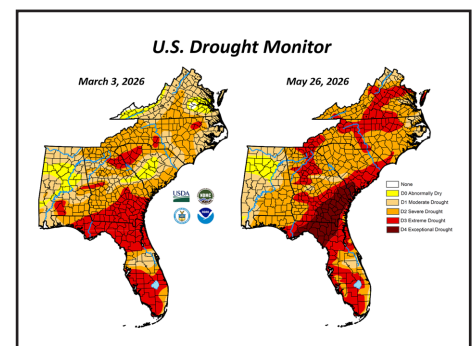 U.S. Drought Monitor
March 3, 2026
May 26, 2026
USDA
None
D0 Abnormally Dry
D1 Moderate Drought
D2 Severe Drought
D3 Extreme Drought
D4 Exceptional Drought